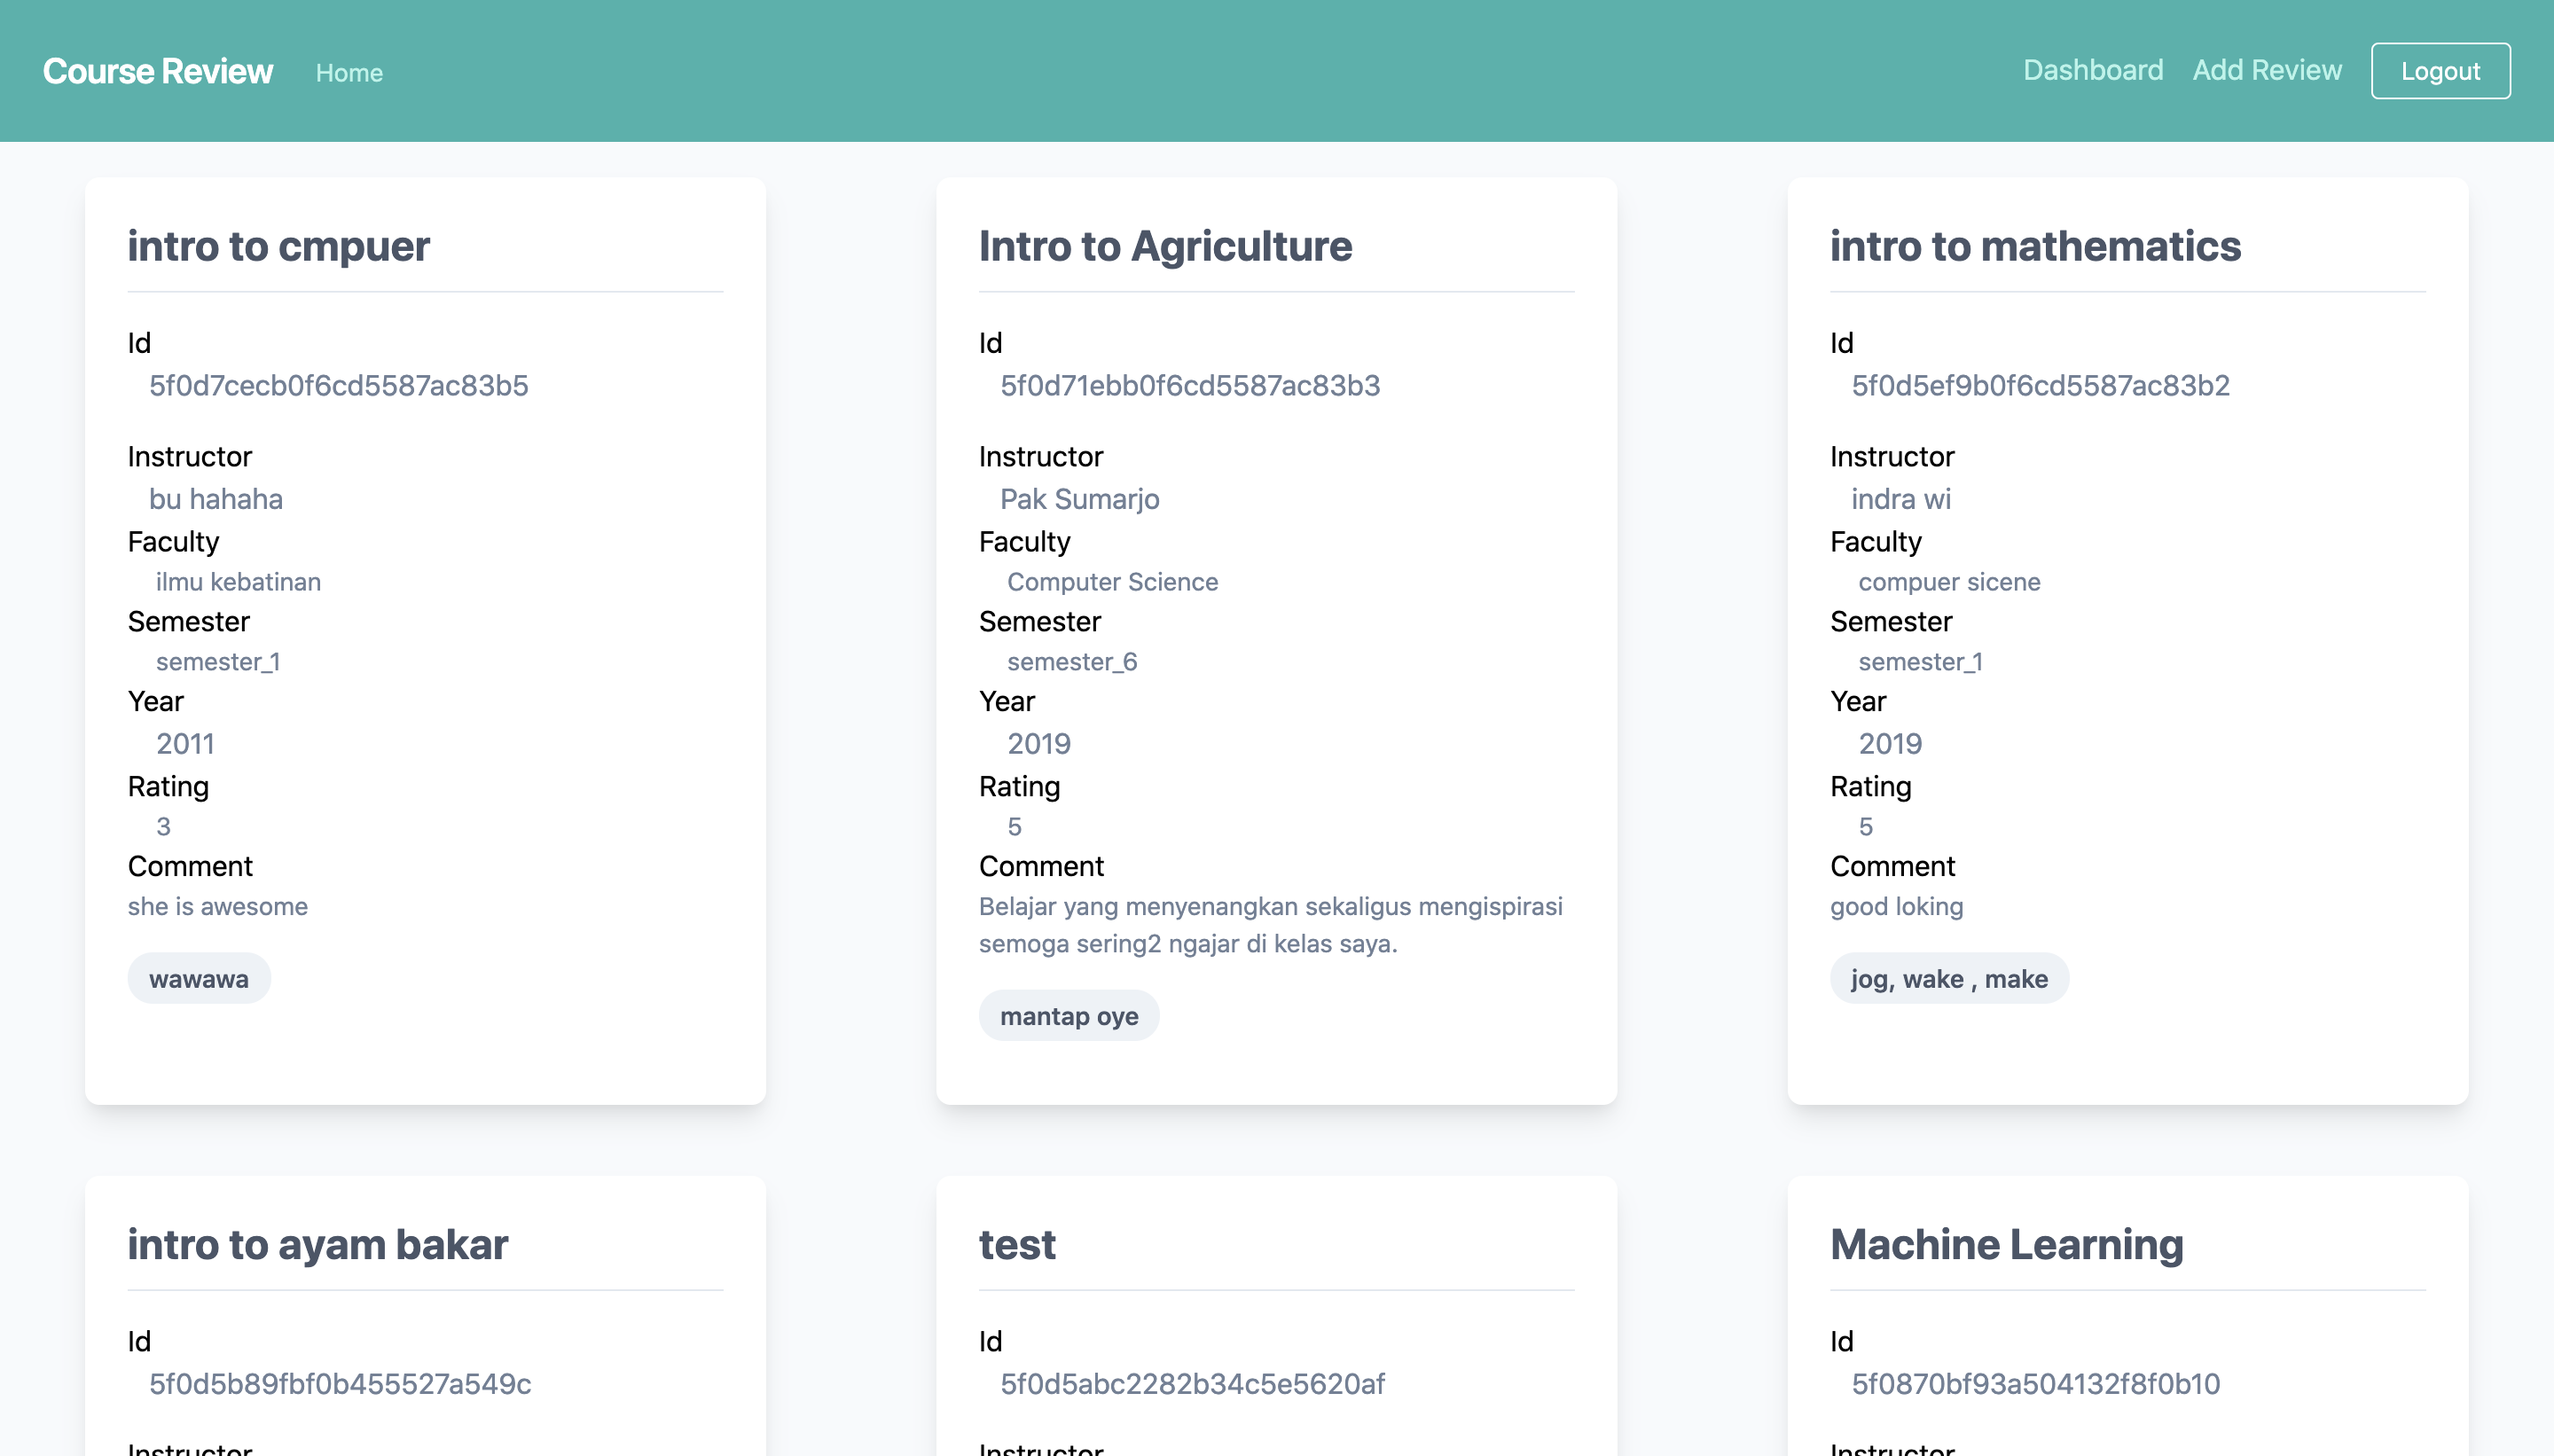 Course Review
Home
Dashboard
Add Review
Logout
intro to cmpuer
Id
5f0d7cecb0f6cd5587ac83b5
Instructor
bu hahaha
Faculty
ilmu kebatinan
Semester
semester_1
Year
2011
Rating
3
Comment
she is awesome
wawawa
Intro to Agriculture
Id
5f0d71ebb0f6cd5587ac83b3
Instructor
Pak Sumarjo
Faculty
Computer Science
Semester
semester_6
Year
2019
Rating
5
Comment
Belajar yang menyenangkan sekaligus mengispirasi
semoga sering2 ngajar di kelas saya.
mantap oye
intro to mathematics
Id
5f0d5ef9b0f6cd5587ac83b2
Instructor
indra wi
Faculty
compuer sicene
Semester
semester_1
Year
2019
Rating
5
Comment
good loking
jog, wake , make
intro to ayam bakar
Id
5f0d5b89fbf0b455527a549c
Instructor
test
Id
5f0d5abc2282b34c5e5620af
Instructor
Machine Learning
Id
5f0870bf93a504132f8f0b10
Instructor